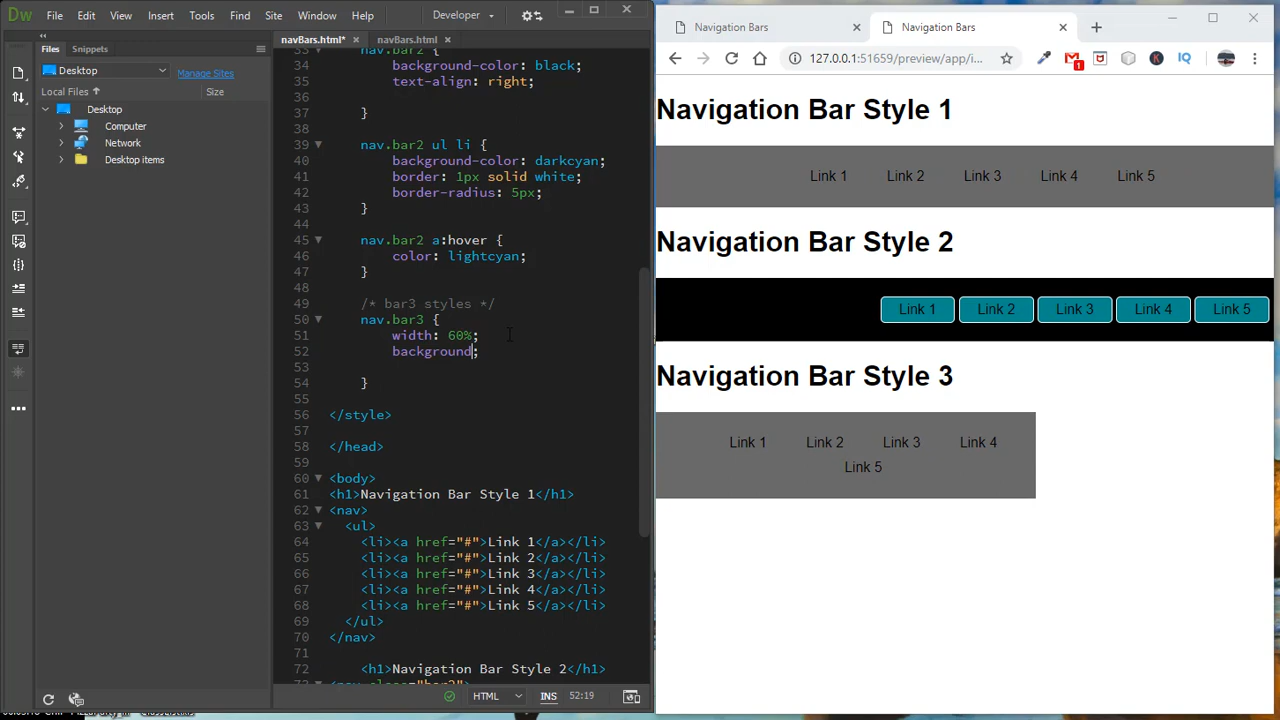 Dw File Edit View Insert Tools Find Site Window Help Developer
Files Snippets
Desktop Manage Sites
Local Files Size
Desktop
Computer
Network
Desktop items
navBars.html* navBars.html
33 nav.bar2 {
34 background-color: black;
35 text-align: right;
36
37 }
38
39 nav.bar2 ul li {
40 background-color: darkcyan;
41 border: 1px solid white;
42 border-radius: 5px;
43 }
44
45 nav.bar2 a:hover {
46 color: lightcyan;
47 }
48
49 /* bar3 styles */
50 nav.bar3 {
51 width: 60%;
52 background;
53
54 }
55
56 </style>
57
58 </head>
59
60 <body>
61 <h1>Navigation Bar Style 1</h1>
62 <nav>
63 <ul>
64 <li><a href="#">Link 1</a></li>
65 <li><a href="#">Link 2</a></li>
66 <li><a href="#">Link 3</a></li>
67 <li><a href="#">Link 4</a></li>
68 <li><a href="#">Link 5</a></li>
69 </ul>
70 </nav>
71
72 <h1>Navigation Bar Style 2</h1>
73 <nav class="bar2">
HTML INS 52:19
Navigation Bars Navigation Bars
127.0.0.1:51659/preview/app/i... 1 K IQ
Navigation Bar Style 1
Link 1 Link 2 Link 3 Link 4 Link 5
Navigation Bar Style 2
Link 1 Link 2 Link 3 Link 4 Link 5
Navigation Bar Style 3
Link 1 Link 2 Link 3 Link 4
Link 5